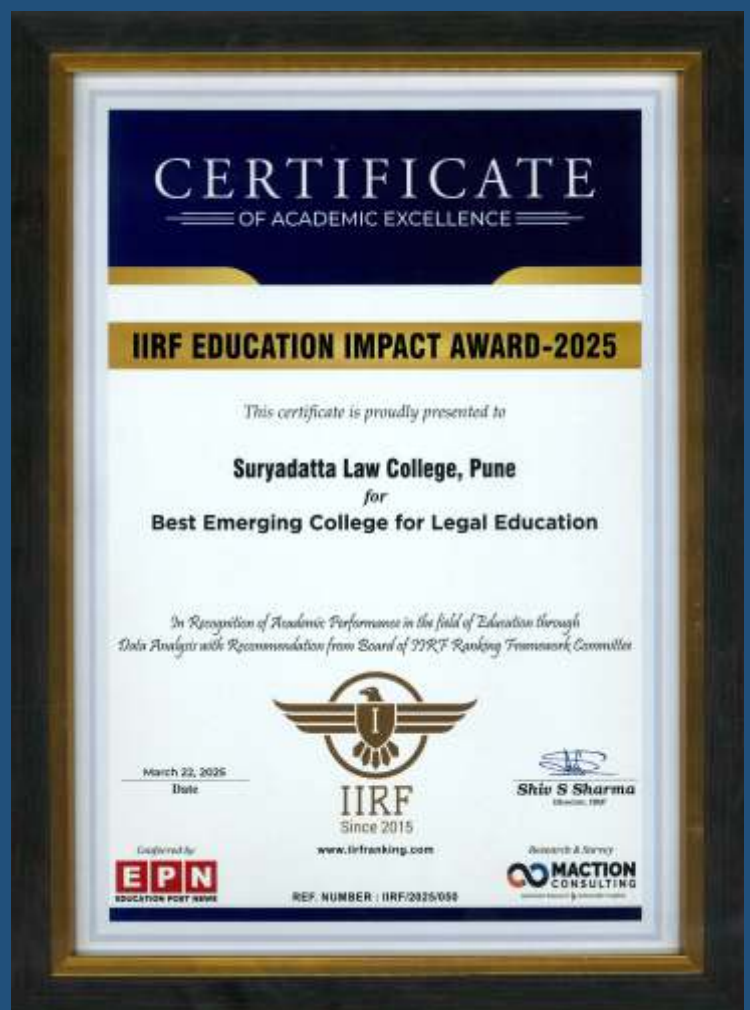 CERTIFICATE
OF ACADEMIC EXCELLENCE
IIRF EDUCATION IMPACT AWARD-2025
This certificate is proudly presented to
Suryadatta Law College, Pune
for
Best Emerging College for Legal Education
In Recognition of Academic Performance in the field of Education through
Data Analysis with Recommendation from Board of IIRF Ranking Framework Committee
I
March 22, 2025
Date
IIRF
Since 2015
www.iirfranking.com
Shiv S Sharma
Director, IIRF
Conferred by
EPN
EDUCATION POST NEWS
REF. NUMBER : IIRF/2025/050
Research & Survey
MACTION
CONSULTING